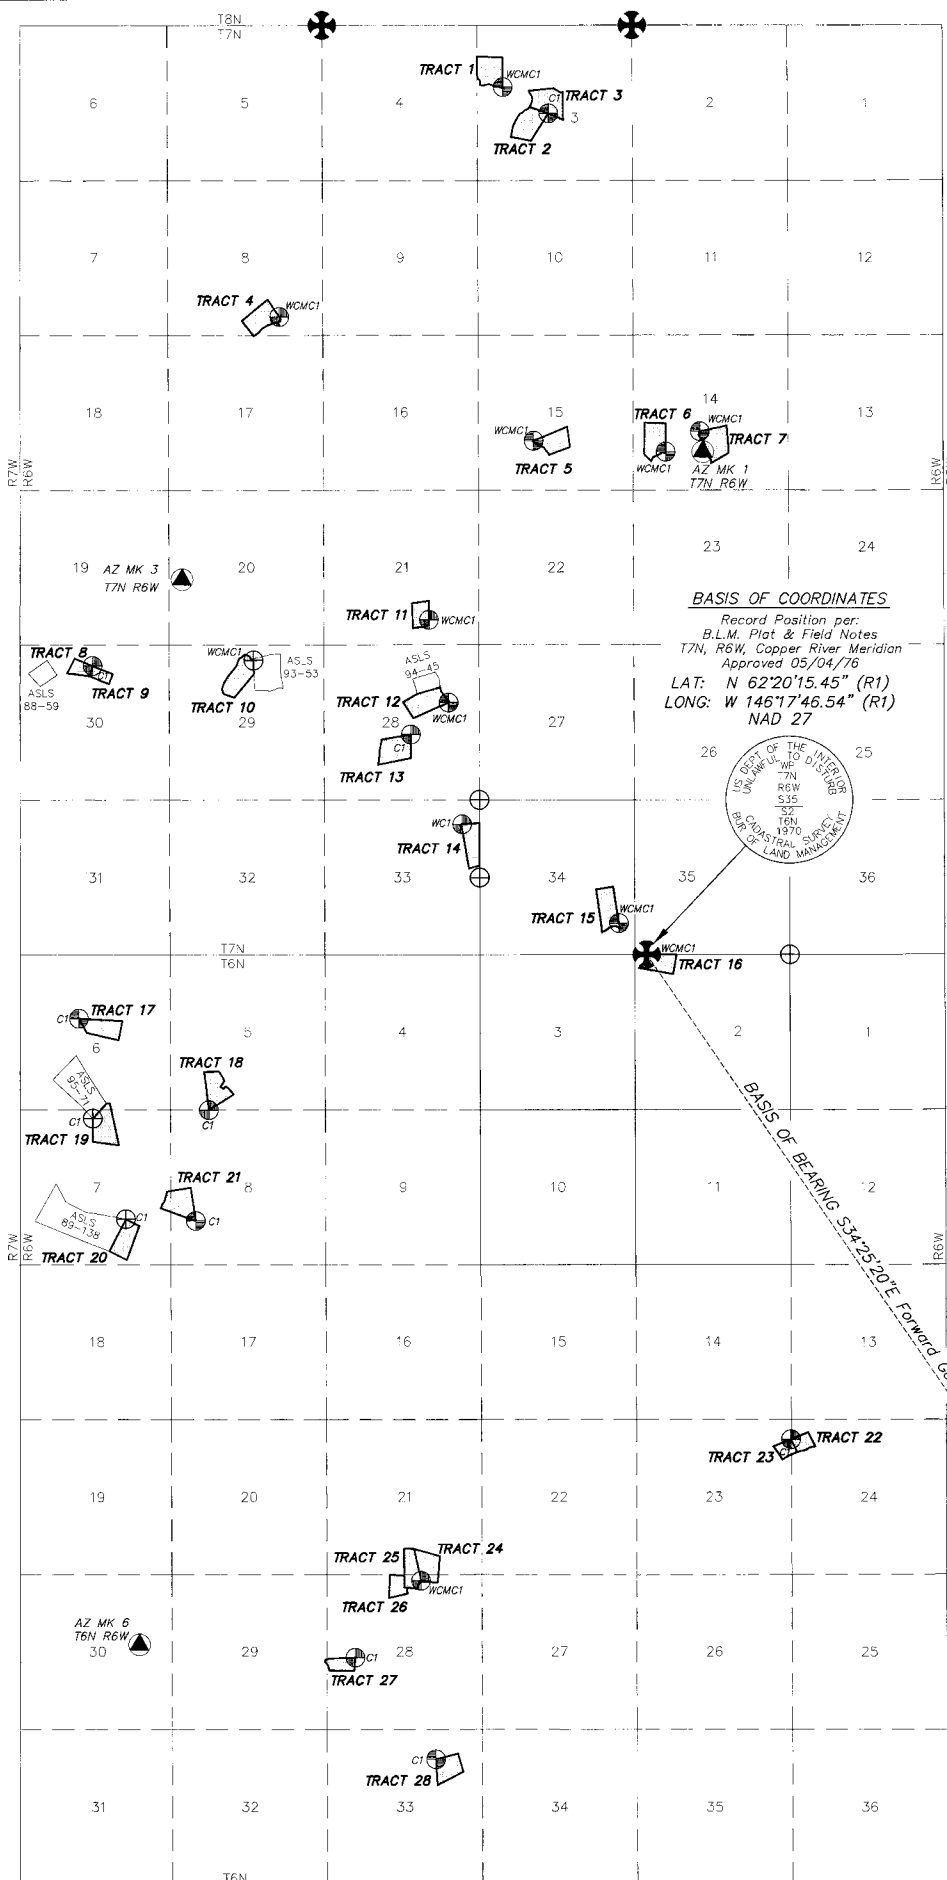 T8N
T7N
TRACT 1
WCMC1
6
5
4
C1
TRACT 3
3
2
1
TRACT 2
7
8
9
10
11
12
TRACT 4
WCMC1
14
18
17
16
15
TRACT 6
WCMC1
13
WCMC1
TRACT 7
TRACT 5
WCMC1
AZ MK 1
T7N R6W
R7W
R6W
R6W
23
24
19
AZ MK 3
T7N R6W
20
21
22
BASIS OF COORDINATES
Record Position per:
B.L.M. Plat & Field Notes
T7N, R6W, Copper River Meridian
Approved 05/04/76
LAT: N 62°20'15.45" (R1)
LONG: W 146°17'46.54" (R1)
NAD 27
TRACT 11
WCMC1
TRACT 8
C1
TRACT 9
ASLS
88-59
30
WCMC1
ASLS
93-53
TRACT 10
29
ASLS
94-45
TRACT 12
WCMC1
28
27
C1
TRACT 13
26
25
US DEPT OF THE INTERIOR
UNLAWFUL TO DISTURB
WP
T7N
R6W
S35
S2
T6N
1970
CADASTRAL SURVEY
BUR OF LAND MANAGEMENT
WC1
TRACT 14
31
32
33
34
35
36
TRACT 15
WCMC1
T7N
T6N
WCMC1
TRACT 16
C1
TRACT 17
6
5
4
3
2
1
TRACT 18
ASLS
95-71
C1
TRACT 19
C1
BASIS OF BEARING S34°25'20"E Forward
TRACT 21
7
8
9
10
11
12
ASLS
89-138
C1
C1
TRACT 20
R7W
R6W
R6W
18
17
16
15
14
13
TRACT 22
TRACT 23
C1
19
20
21
22
23
24
TRACT 25
TRACT 24
WCMC1
TRACT 26
AZ MK 6
T6N R6W
30
29
C1
28
27
26
25
TRACT 27
C1
TRACT 28
31
32
33
34
35
36
T6N